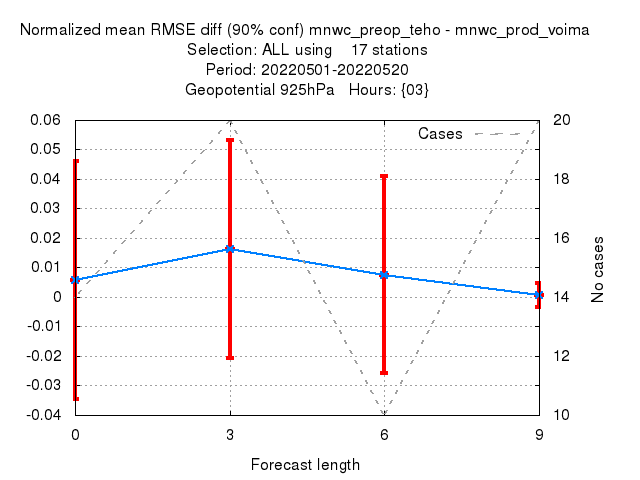 Normalized mean RMSE diff (90% conf) mnwc_preop_teho - mnwc_prod_voima
Selection: ALL using    17 stations
Period: 20220501-20220520
Geopotential 925hPa   Hours: {03}
0.06
0.05
0.04
0.03
0.02
0.01
0
-0.01
-0.02
-0.03
-0.04
Cases
20
18
16
14
12
10
No cases
0 3 6 9
Forecast length